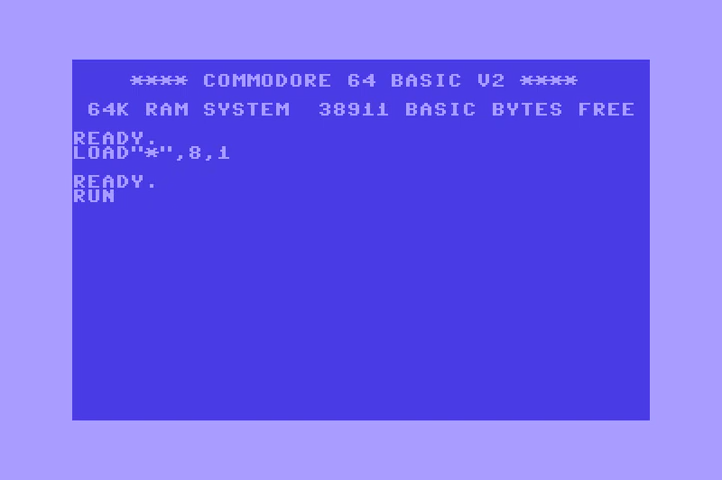 **** COMMODORE 64 BASIC V2 ****
64K RAM SYSTEM  38911 BASIC BYTES FREE
READY.
LOAD"*",8,1
READY.
RUN